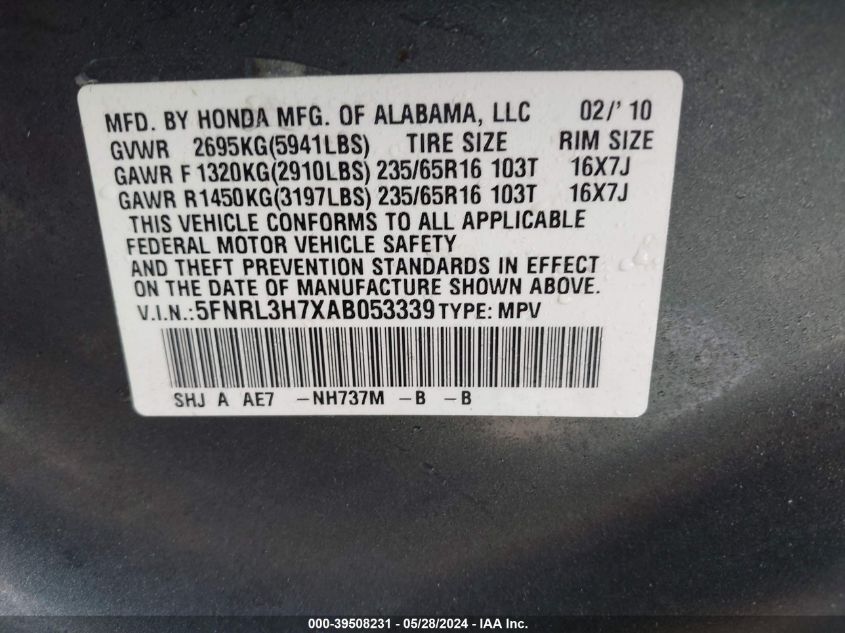 MFD. BY HONDA MFG. OF ALABAMA, LLC 02/'10
GVWR 2695KG(5941LBS) TIRE SIZE RIM SIZE
GAWR F 1320KG(2910LBS) 235/65R16 103T 16X7J
GAWR R1450KG(3197LBS) 235/65R16 103T 16X7J
THIS VEHICLE CONFORMS TO ALL APPLICABLE
FEDERAL MOTOR VEHICLE SAFETY
AND THEFT PREVENTION STANDARDS IN EFFECT
ON THE DATE OF MANUFACTURE SHOWN ABOVE.
V.I.N.:5FNRL3H7XAB053339 TYPE: MPV
SHJ A AE7 -NH737M -B -B
000-39508231 - 05/28/2024 - IAA Inc.